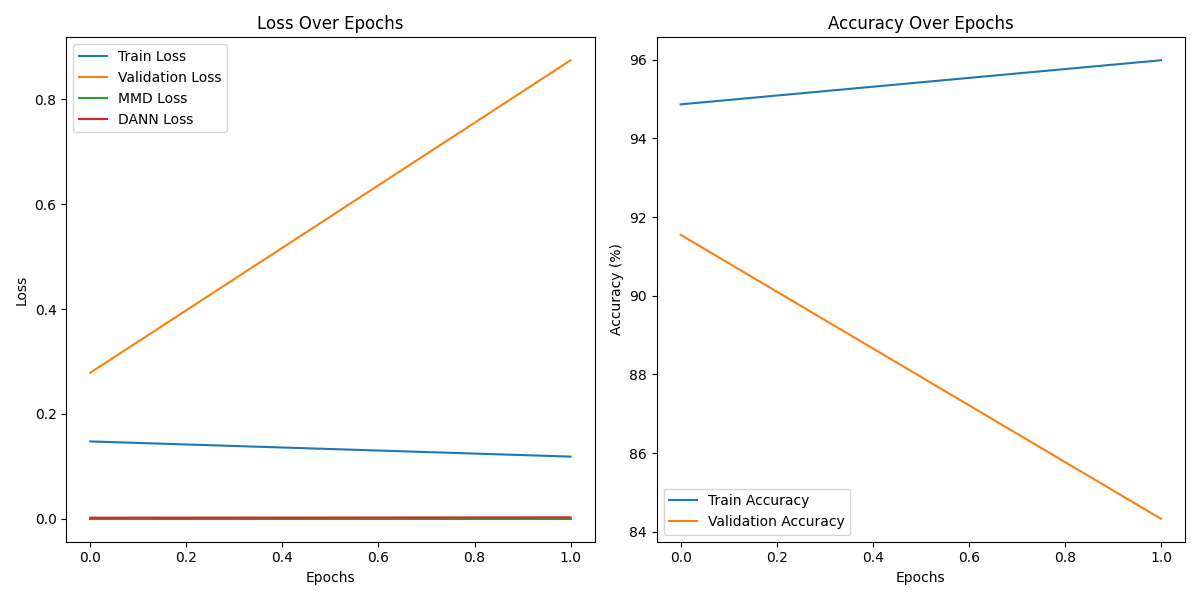 Loss Over Epochs
Train Loss
Validation Loss
MMD Loss
DANN Loss
Loss
0.8
0.6
0.4
0.2
0.0
0.0 0.2 0.4 0.6 0.8 1.0
Epochs
Accuracy Over Epochs
Accuracy (%)
96
94
92
90
88
86
84
Train Accuracy
Validation Accuracy
0.0 0.2 0.4 0.6 0.8 1.0
Epochs